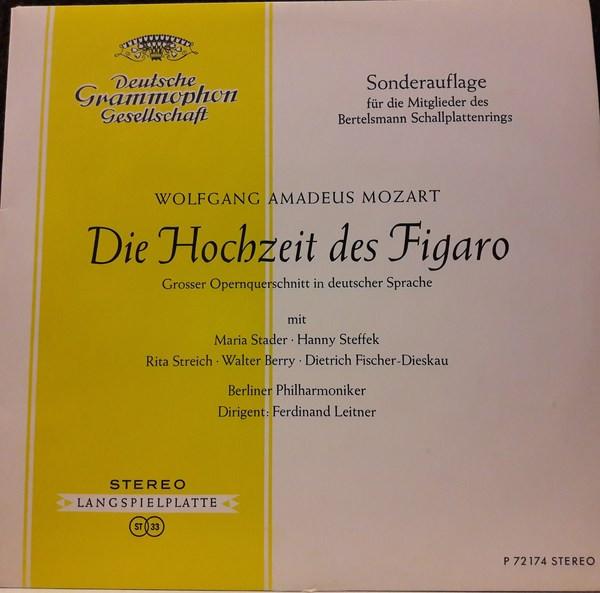 Deutsche
Grammophon
Gesellschaft
Sonderauflage
für die Mitglieder des
Bertelsmann Schallplattenrings
WOLFGANG AMADEUS MOZART
Die Hochzeit des Figaro
Grosser Opernquerschnitt in deutscher Sprache
mit
Maria Stader · Hanny Steffek
Rita Streich · Walter Berry · Dietrich Fischer-Dieskau
Berliner Philharmoniker
Dirigent: Ferdinand Leitner
STEREO
LANGSPIELPLATTE
ST 33
P 72174 STEREO